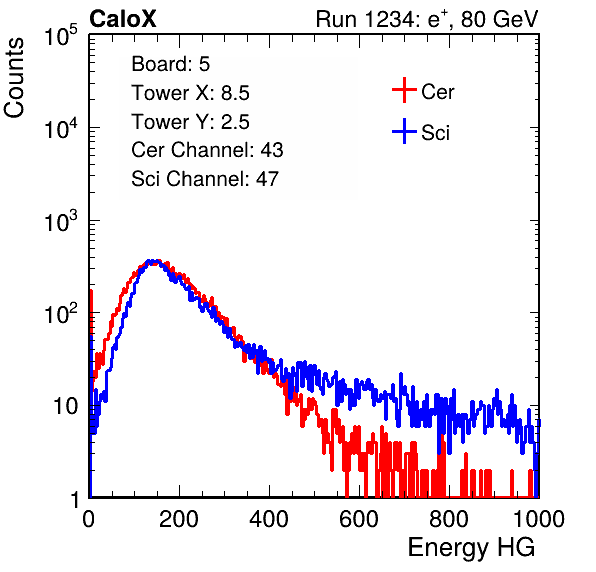 CaloX Run 1234: e⁺, 80 GeV
Counts
Board: 5
Tower X: 8.5
Tower Y: 2.5
Cer Channel: 43
Sci Channel: 47
Cer
Sci
10⁵
10⁴
10³
10²
10
1
0 200 400 600 800 1000
Energy HG